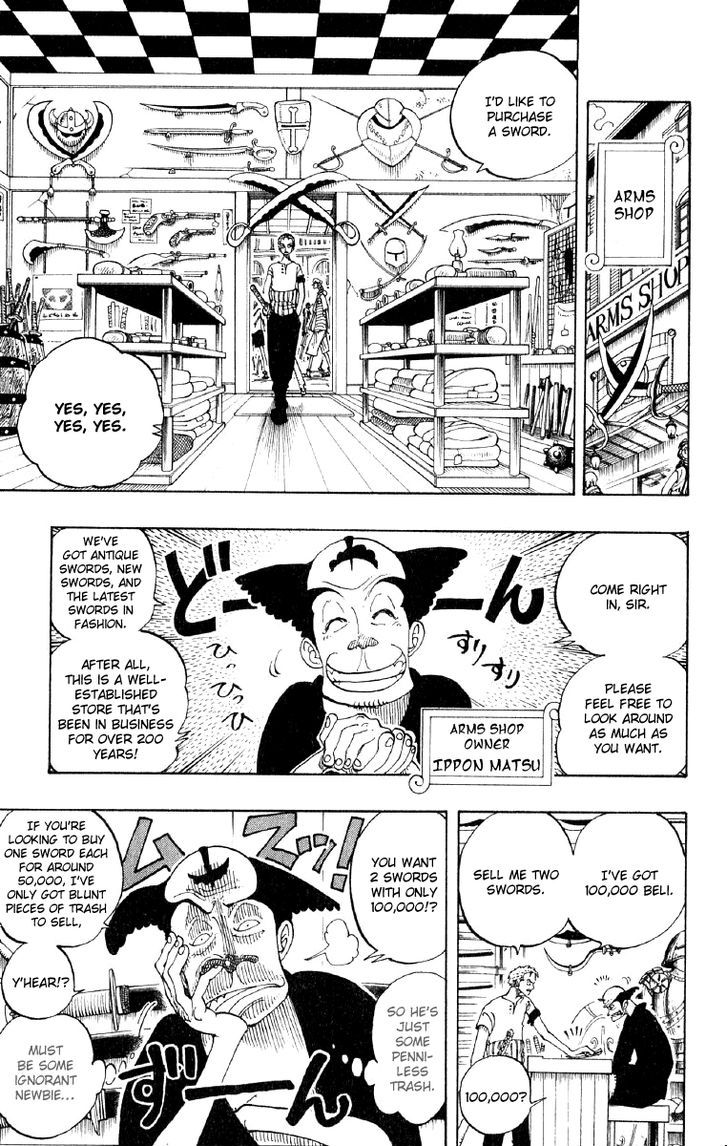 ARMS
SHOP
ARMS SHOP
I'D LIKE TO
PURCHASE
A SWORD.
YES, YES,
YES, YES.
COME RIGHT
IN, SIR.
PLEASE
FEEL FREE TO
LOOK AROUND
AS MUCH AS
YOU WANT.
どーーん
すりすり
ひっひっひ
ARMS SHOP
OWNER
IPPON MATSU
WE'VE
GOT ANTIQUE
SWORDS, NEW
SWORDS, AND
THE LATEST
SWORDS IN
FASHION.
AFTER ALL,
THIS IS A WELL-
ESTABLISHED
STORE THAT'S
BEEN IN BUSINESS
FOR OVER 200
YEARS!
I'VE GOT
100,000 BELI.
SELL ME TWO
SWORDS.
100,000?
YOU WANT
2 SWORDS
WITH ONLY
100,000!?
ムスッ!
SO HE'S
JUST
SOME
PENNI-
LESS
TRASH.
IF YOU'RE
LOOKING TO BUY
ONE SWORD EACH
FOR AROUND
50,000, I'VE
ONLY GOT BLUNT
PIECES OF TRASH
TO SELL,
Y'HEAR!?
MUST
BE SOME
IGNORANT
NEWBIE...
ずーーん